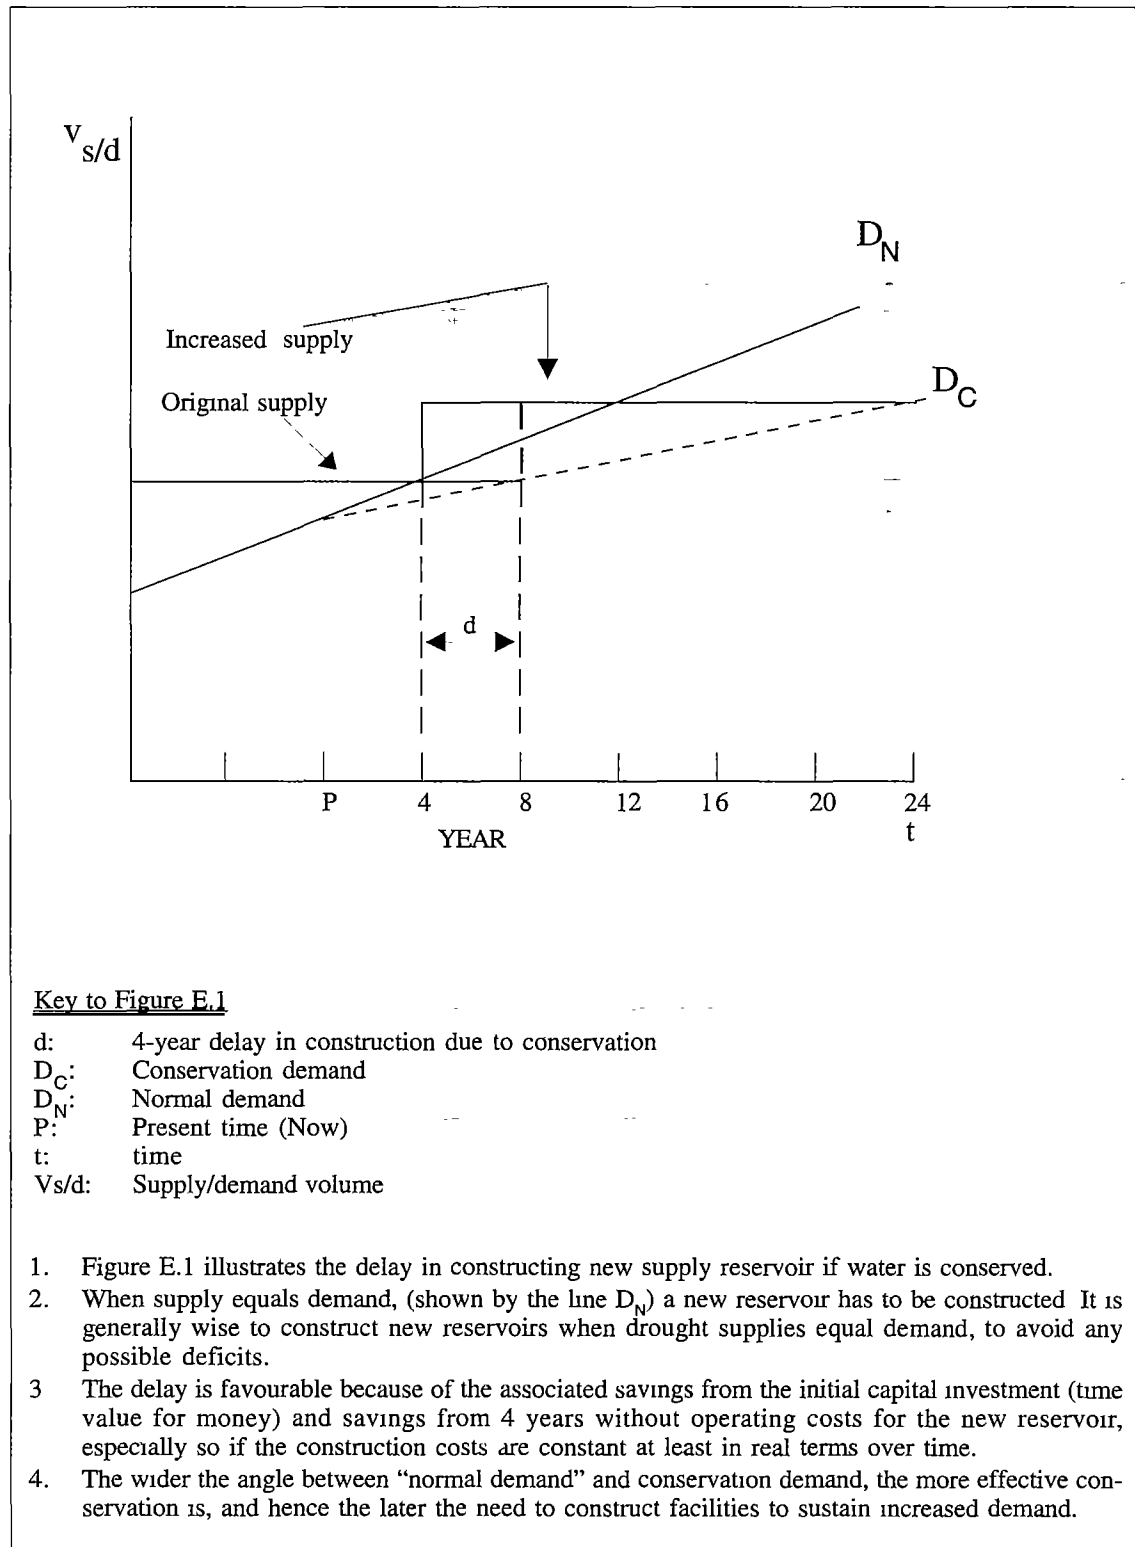 V s/d
D N
Increased supply
Original supply
D C
d
P 4 8 12 16 20 24
YEAR t
Key to Figure E.1
d: 4-year delay in construction due to conservation
D C: Conservation demand
D N: Normal demand
P: Present time (Now)
t: time
Vs/d: Supply/demand volume
1. Figure E.1 illustrates the delay in constructing new supply reservoir if water is conserved.
2. When supply equals demand, (shown by the line D N) a new reservoir has to be constructed It is
generally wise to construct new reservoirs when drought supplies equal demand, to avoid any
possible deficits.
3 The delay is favourable because of the associated savings from the initial capital investment (time
value for money) and savings from 4 years without operating costs for the new reservoir,
especially so if the construction costs are constant at least in real terms over time.
4. The wider the angle between “normal demand” and conservation demand, the more effective con-
servation is, and hence the later the need to construct facilities to sustain increased demand.